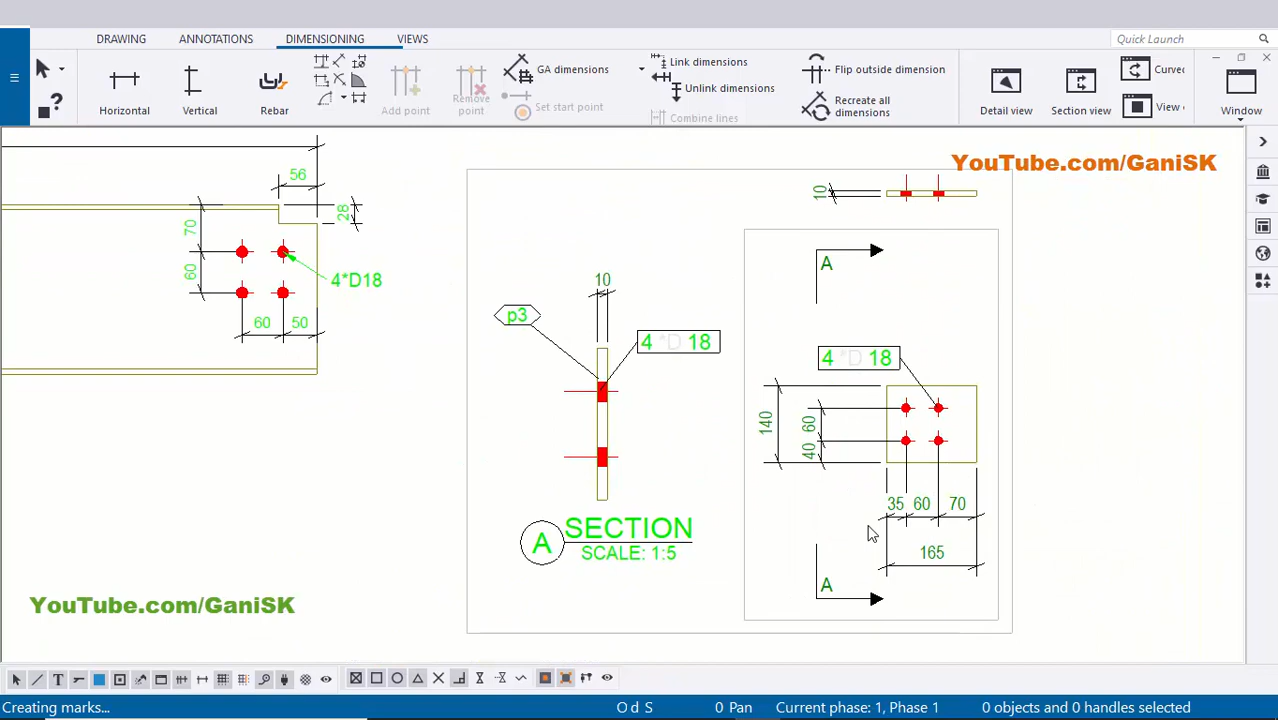 DRAWING ANNOTATIONS DIMENSIONING VIEWS Quick Launch
Horizontal
Vertical
Rebar
Add point
Remove point
GA dimensions
Set start point
Link dimensions
Unlink dimensions
Combine lines
Flip outside dimension
Recreate all dimensions
Detail view
Section view
Curve
View
Window
YouTube.com/GaniSK
56
28
70
60
4*D18
60 50
10
p3
4 *D 18
A SECTION
SCALE: 1:5
10
A
4 *D 18
140
60
40
35 60 70
165
A
YouTube.com/GaniSK
Creating marks... O d S 0 Pan Current phase: 1, Phase 1 0 objects and 0 handles selected